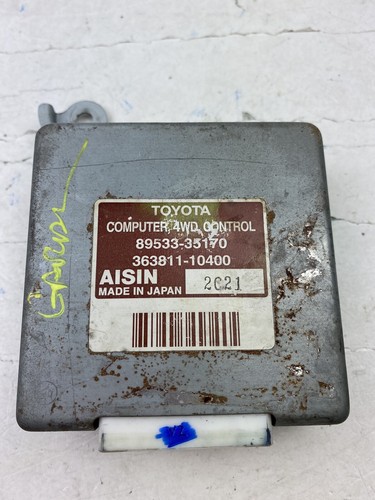 TOYOTA
COMPUTER, 4WD, CONTROL
89533-35170
363811-10400
AISIN
MADE IN JAPAN
2C21